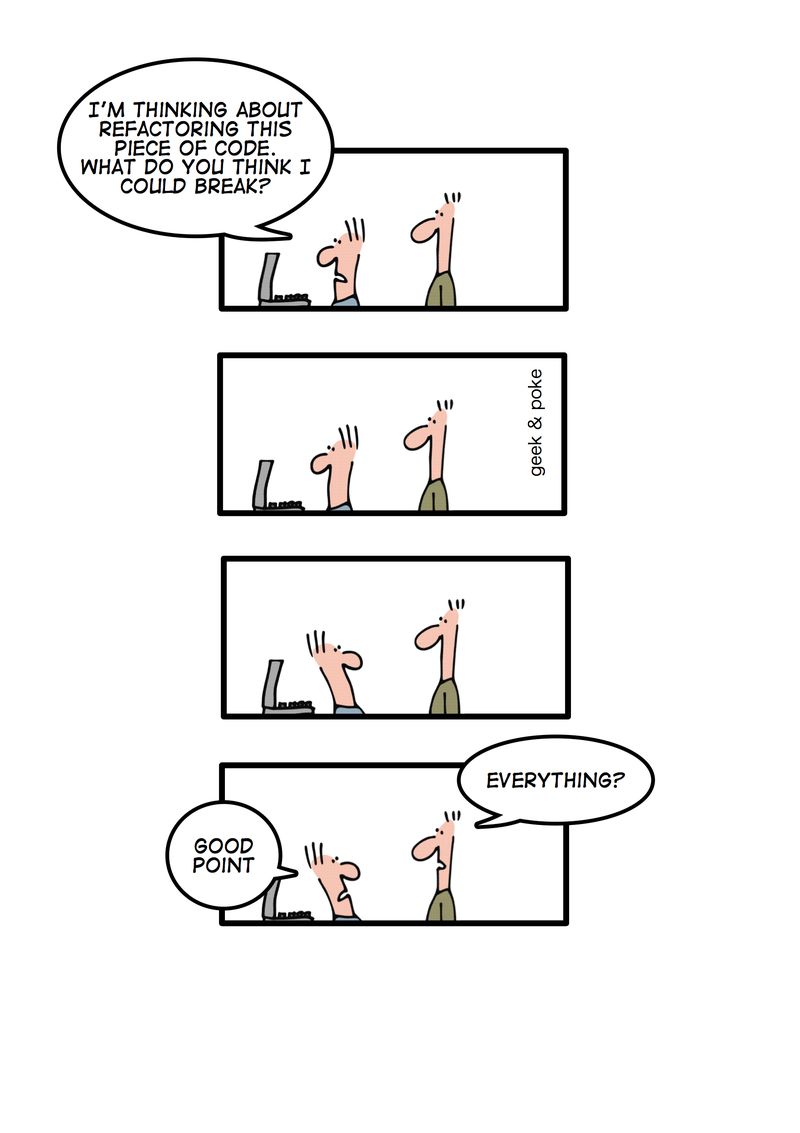 I'M THINKING ABOUT
REFACTORING THIS
PIECE OF CODE.
WHAT DO YOU THINK I
COULD BREAK?
geek & poke
EVERYTHING?
GOOD
POINT